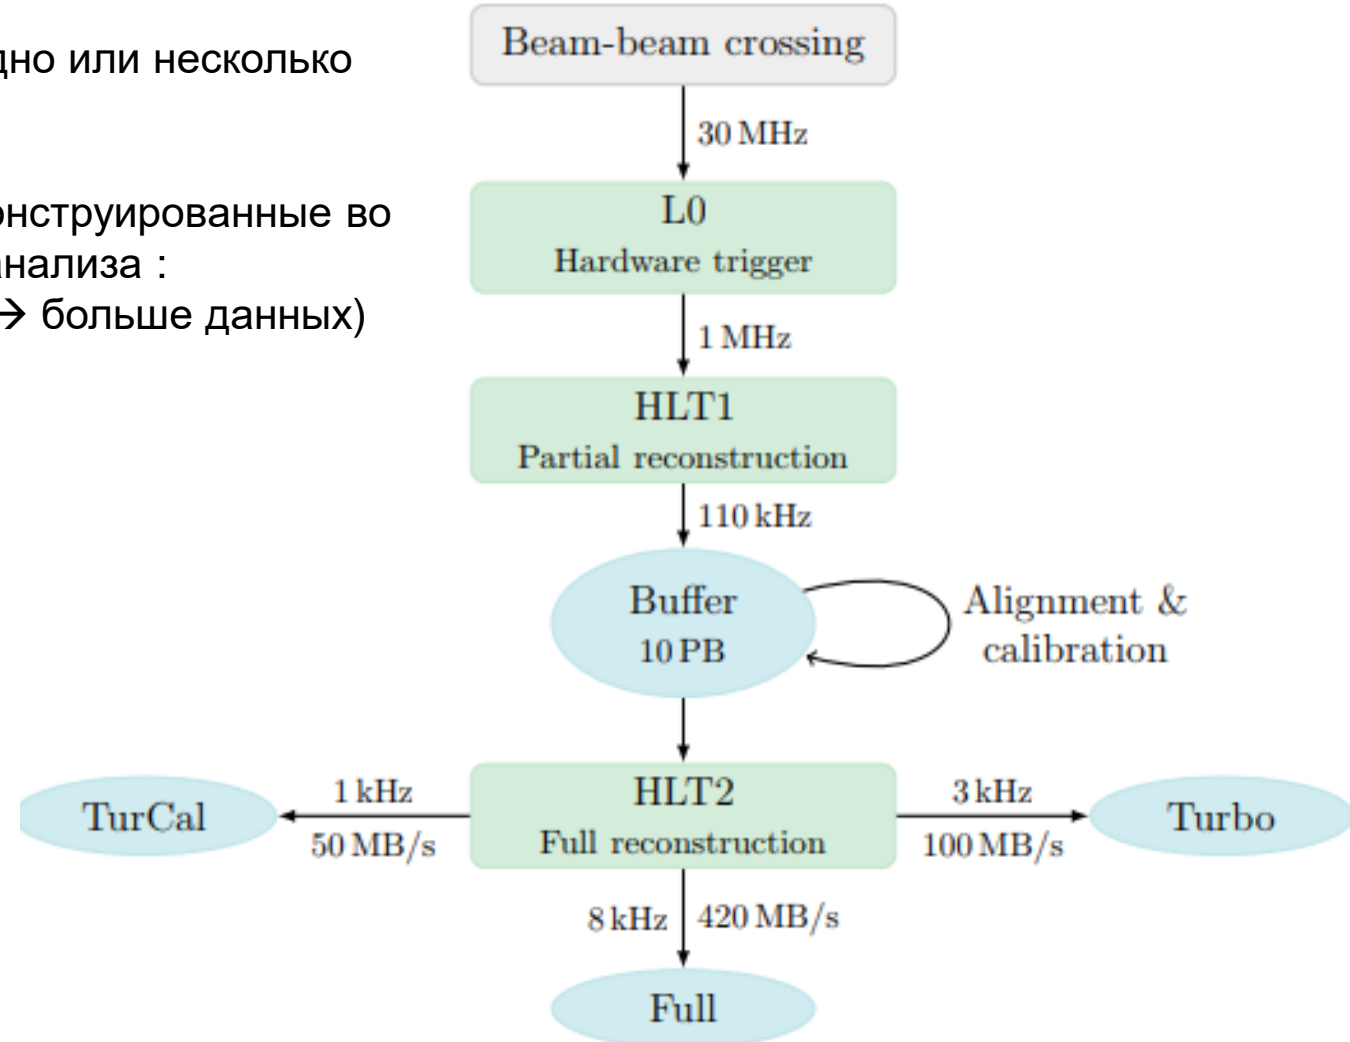 дно или несколько
онструированные во
анализа :
→ больше данных)
Beam-beam crossing
30 MHz
L0
Hardware trigger
1 MHz
HLT1
Partial reconstruction
110 kHz
Buffer
10 PB
Alignment &
calibration
TurCal
1 kHz
50 MB/s
HLT2
Full reconstruction
3 kHz
100 MB/s
Turbo
8 kHz
420 MB/s
Full